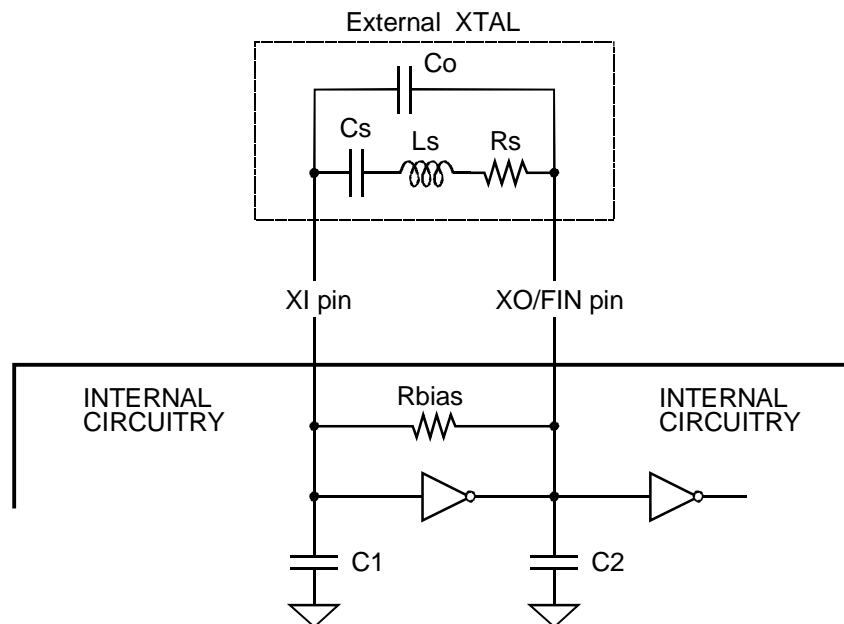 External XTAL
Co
Cs
Ls
Rs
XI pin
XO/FIN pin
INTERNAL
CIRCUITRY
Rbias
INTERNAL
CIRCUITRY
C1
C2